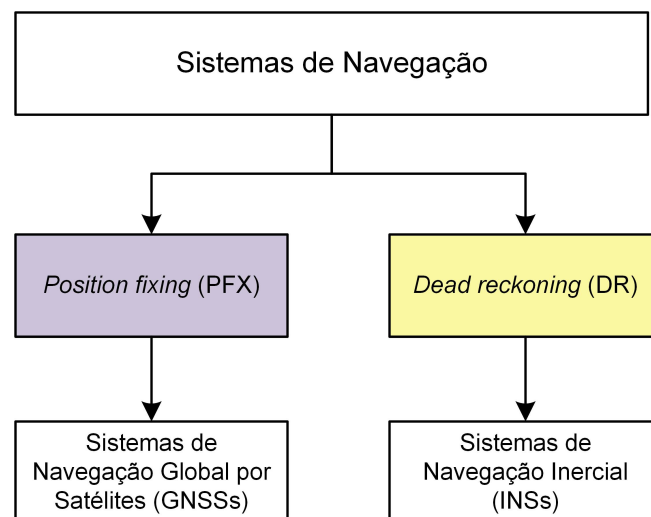 Sistemas de Navegação
Position fixing (PFX)
Dead reckoning (DR)
Sistemas de
Navegação Global por
Satélites (GNSSs)
Sistemas de
Navegação Inercial
(INSs)